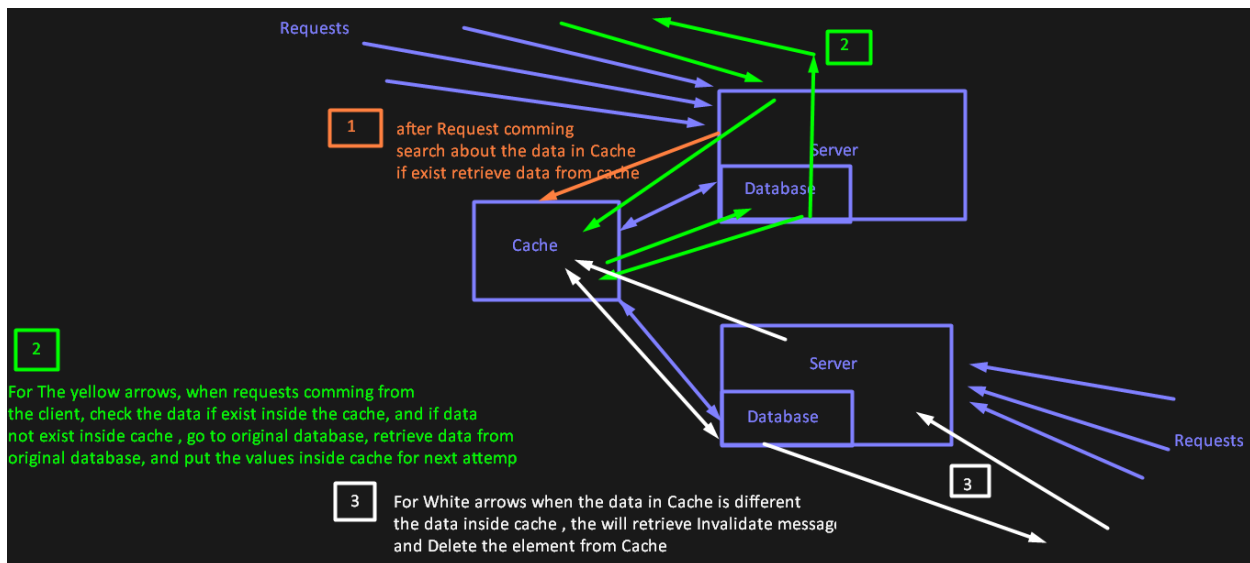 Requests
2
1
after Request comming
search about the data in Cache
if exist retrieve data from cache
Server
Database
Cache
2
For The yellow arrows, when requests comming from
the client, check the data if exist inside the cache, and if data
not exist inside cache , go to original database, retrieve data from
original database, and put the values inside cache for next attemp
Server
Database
Requests
3
3
For White arrows when the data in Cache is different
the data inside cache , the will retrieve Invalidate message
and Delete the element from Cache